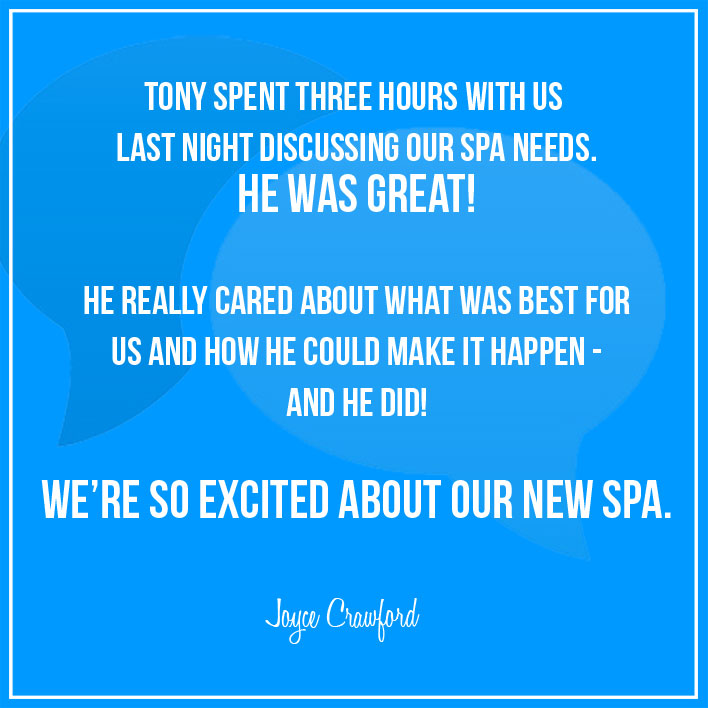 TONY SPENT THREE HOURS WITH US
LAST NIGHT DISCUSSING OUR SPA NEEDS.
HE WAS GREAT!
HE REALLY CARED ABOUT WHAT WAS BEST FOR
US AND HOW HE COULD MAKE IT HAPPEN -
AND HE DID!
WE'RE SO EXCITED ABOUT OUR NEW SPA.
Joyce Crawford